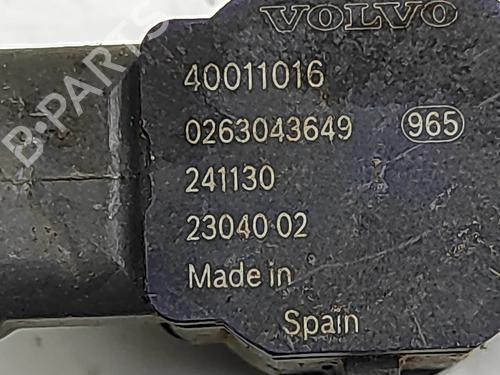 VOLVO
40011016
0263043649 965
241130
23040 02
Made in
Spain
B-PARTS